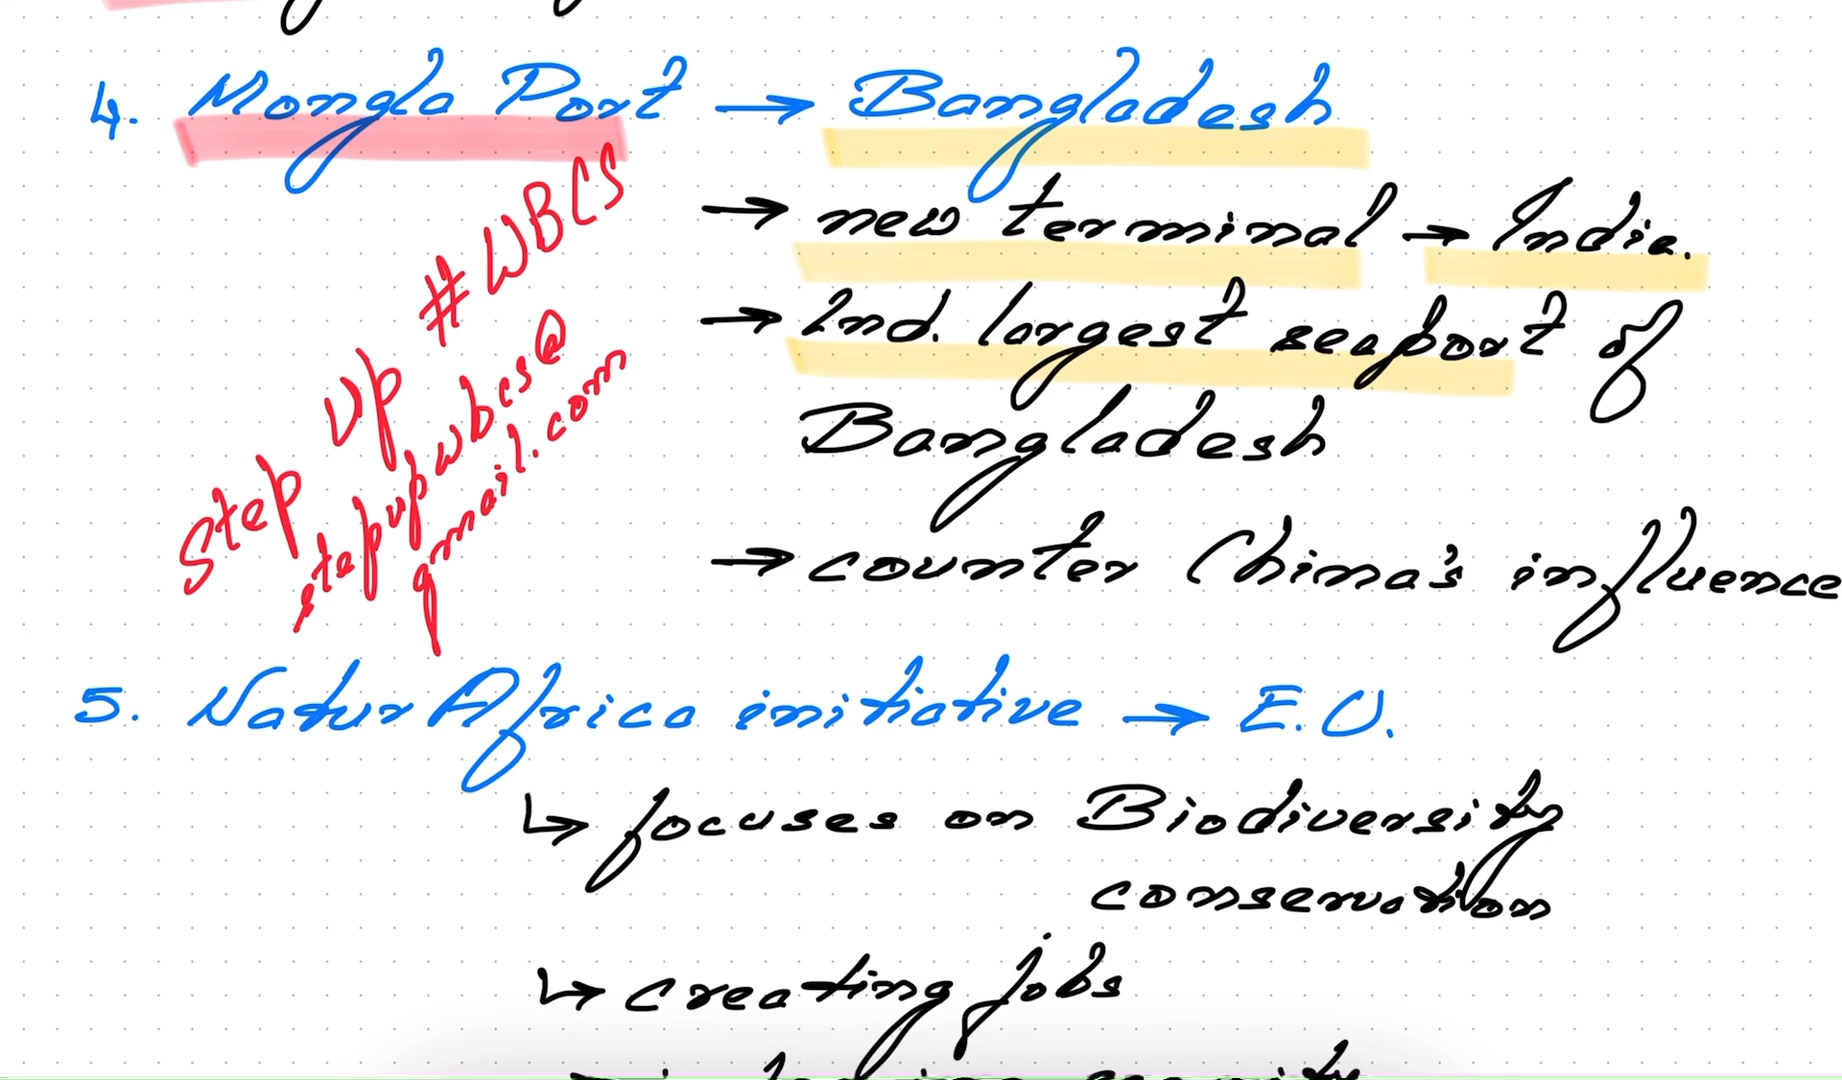 4. Mongla Port → Bangladesh
→ new terminal → India.
→ 2nd. largest seaport of
Bangladesh
→ counter China's influence
Step Up #WBCS
stepupwbcs@
gmail.com
5. NaturAfrica initiative → E.U.
↳ focuses on Biodiversity
conservation
↳ creating jobs